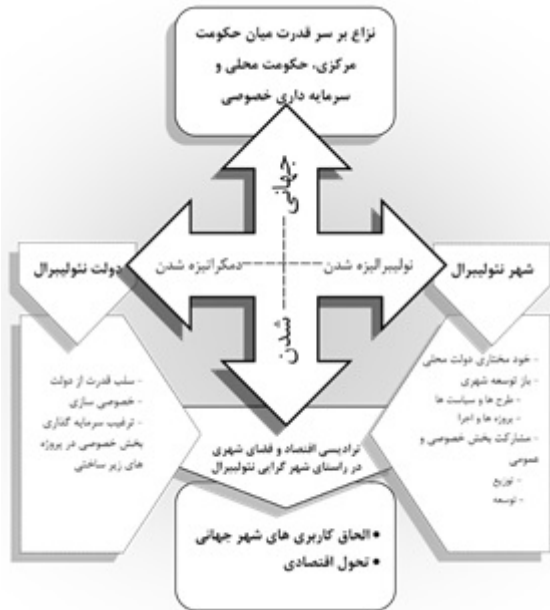 نزاع بر سر قدرت میان حکومت
مرکزی، حکومت محلی و
سرمایه داری خصوصی
جهانی
شدن
نولیبرالیزه شدن
دمکراتیزه شدن
شهر نئولیبرال
- خود مختاری دولت محلی
- باز توسعه شهری
- طرح ها و سیاست ها
- پروژه ها و اجرا
- مشارکت بخش خصوصی و
عمومی
- توزیع
- توسعه
دولت نئولیبرال
- سلب قدرت از دولت
- خصوصی سازی
- ترغیب سرمایه گذاری
بخش خصوصی در پروژه
های زیر ساختی
ترادیسی اقتصاد و فضای شهری
در راستای شهر گرایی نئولیبرال
• الحاق کاربری های شهر جهانی
• تحول اقتصادی